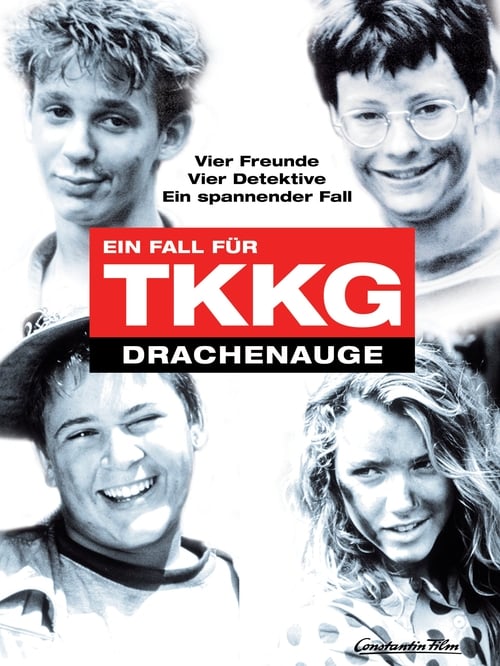 Vier Freunde
Vier Detektive
Ein spannender Fall
EIN FALL FÜR
TKKG
DRACHENAUGE
Constantin Film